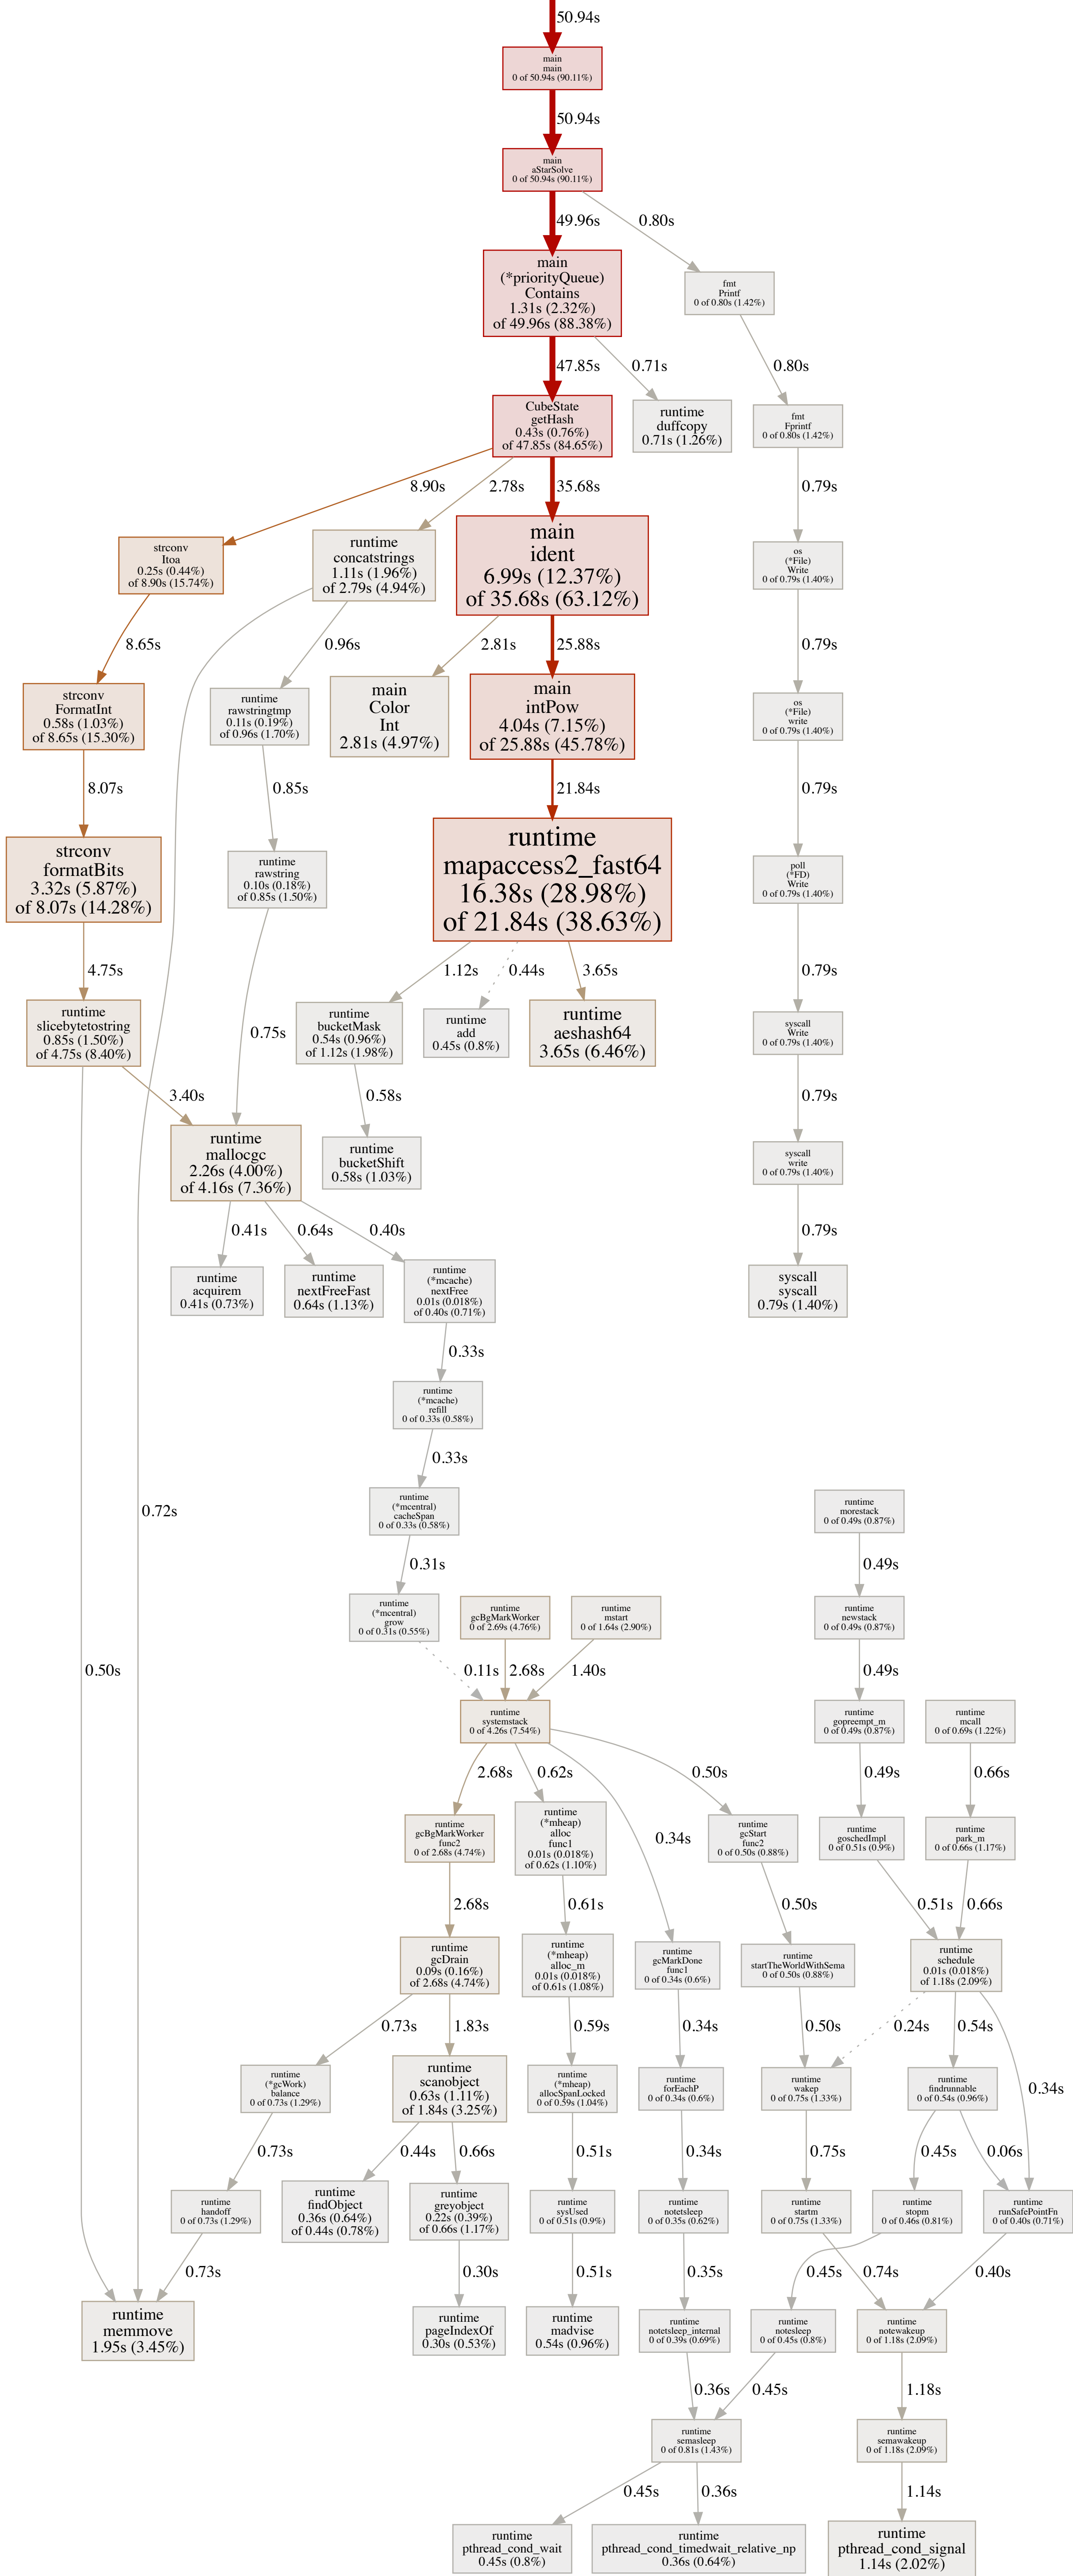 50.94s
main
main
0 of 50.94s (90.11%)
50.94s
main
aStarSolve
0 of 50.94s (90.11%)
49.96s
0.80s
main
(*priorityQueue)
Contains
1.31s (2.32%)
of 49.96s (88.38%)
fmt
Printf
0 of 0.80s (1.42%)
47.85s
0.71s
0.80s
CubeState
getHash
0.43s (0.76%)
of 47.85s (84.65%)
runtime
duffcopy
0.71s (1.26%)
fmt
Fprintf
0 of 0.80s (1.42%)
8.90s
2.78s
35.68s
0.79s
strconv
Itoa
0.25s (0.44%)
of 8.90s (15.74%)
runtime
concatstrings
1.11s (1.96%)
of 2.79s (4.94%)
main
ident
6.99s (12.37%)
of 35.68s (63.12%)
os
(*File)
Write
0 of 0.79s (1.40%)
8.65s
0.96s
2.81s
25.88s
0.79s
strconv
FormatInt
0.58s (1.03%)
of 8.65s (15.30%)
runtime
rawstringtmp
0.11s (0.19%)
of 0.96s (1.70%)
main
Color
Int
2.81s (4.97%)
main
intPow
4.04s (7.15%)
of 25.88s (45.78%)
os
(*File)
write
0 of 0.79s (1.40%)
8.07s
0.85s
21.84s
0.79s
strconv
formatBits
3.32s (5.87%)
of 8.07s (14.28%)
runtime
rawstring
0.10s (0.18%)
of 0.85s (1.50%)
runtime
mapaccess2_fast64
16.38s (28.98%)
of 21.84s (38.63%)
poll
(*FD)
Write
0 of 0.79s (1.40%)
4.75s
0.75s
1.12s
0.44s
3.65s
0.79s
runtime
slicebytetostring
0.85s (1.50%)
of 4.75s (8.40%)
runtime
bucketMask
0.54s (0.96%)
of 1.12s (1.98%)
runtime
add
0.45s (0.8%)
runtime
aeshash64
3.65s (6.46%)
syscall
Write
0 of 0.79s (1.40%)
3.40s
0.58s
0.79s
runtime
mallocgc
2.26s (4.00%)
of 4.16s (7.36%)
runtime
bucketShift
0.58s (1.03%)
syscall
write
0 of 0.79s (1.40%)
0.41s
0.64s
0.40s
0.79s
runtime
acquirem
0.41s (0.73%)
runtime
nextFreeFast
0.64s (1.13%)
runtime
(*mcache)
nextFree
0.01s (0.018%)
of 0.40s (0.71%)
syscall
syscall
0.79s (1.40%)
0.33s
runtime
(*mcache)
refill
0 of 0.33s (0.58%)
0.33s
runtime
(*mcentral)
cacheSpan
0 of 0.33s (0.58%)
0.72s
runtime
morestack
0 of 0.49s (0.87%)
0.31s
0.49s
runtime
(*mcentral)
grow
0 of 0.31s (0.55%)
runtime
gcBgMarkWorker
0 of 2.69s (4.76%)
runtime
mstart
0 of 1.64s (2.90%)
runtime
newstack
0 of 0.49s (0.87%)
0.50s
0.11s
2.68s
1.40s
0.49s
runtime
systemstack
0 of 4.26s (7.54%)
runtime
gopreempt_m
0 of 0.49s (0.87%)
runtime
mcall
0 of 0.69s (1.22%)
2.68s
0.62s
0.34s
0.50s
0.49s
0.66s
runtime
gcBgMarkWorker
func2
0 of 2.68s (4.74%)
runtime
(*mheap)
alloc
func1
0.01s (0.018%)
of 0.62s (1.10%)
runtime
gcStart
func2
0 of 0.50s (0.88%)
runtime
goschedImpl
0 of 0.51s (0.9%)
runtime
park_m
0 of 0.66s (1.17%)
2.68s
0.61s
0.50s
0.51s
0.66s
runtime
gcDrain
0.09s (0.16%)
of 2.68s (4.74%)
runtime
(*mheap)
alloc_m
0.01s (0.018%)
of 0.61s (1.08%)
runtime
gcMarkDone
func1
0 of 0.34s (0.6%)
runtime
startTheWorldWithSema
0 of 0.50s (0.88%)
runtime
schedule
0.01s (0.018%)
of 1.18s (2.09%)
0.73s
1.83s
0.59s
0.34s
0.50s
0.24s
0.54s
0.34s
runtime
(*gcWork)
balance
0 of 0.73s (1.29%)
runtime
scanobject
0.63s (1.11%)
of 1.84s (3.25%)
runtime
(*mheap)
allocSpanLocked
0 of 0.59s (1.04%)
runtime
forEachP
0 of 0.34s (0.6%)
runtime
wakep
0 of 0.75s (1.33%)
runtime
findrunnable
0 of 0.54s (0.96%)
0.73s
0.44s
0.66s
0.51s
0.34s
0.75s
0.45s
0.06s
runtime
handoff
0 of 0.73s (1.29%)
runtime
findObject
0.36s (0.64%)
of 0.44s (0.78%)
runtime
greyobject
0.22s (0.39%)
of 0.66s (1.17%)
runtime
sysUsed
0 of 0.51s (0.9%)
runtime
notetsleep
0 of 0.35s (0.62%)
runtime
startm
0 of 0.75s (1.33%)
runtime
stopm
0 of 0.46s (0.81%)
runtime
runSafePointFn
0 of 0.40s (0.71%)
0.73s
0.30s
0.51s
0.35s
0.45s
0.74s
0.40s
runtime
memmove
1.95s (3.45%)
runtime
pageIndexOf
0.30s (0.53%)
runtime
madvise
0.54s (0.96%)
runtime
notetsleep_internal
0 of 0.39s (0.69%)
runtime
notesleep
0 of 0.45s (0.8%)
runtime
notewakeup
0 of 1.18s (2.09%)
0.36s
0.45s
1.18s
runtime
semasleep
0 of 0.81s (1.43%)
runtime
semawakeup
0 of 1.18s (2.09%)
0.45s
0.36s
1.14s
runtime
pthread_cond_wait
0.45s (0.8%)
runtime
pthread_cond_timedwait_relative_np
0.36s (0.64%)
runtime
pthread_cond_signal
1.14s (2.02%)